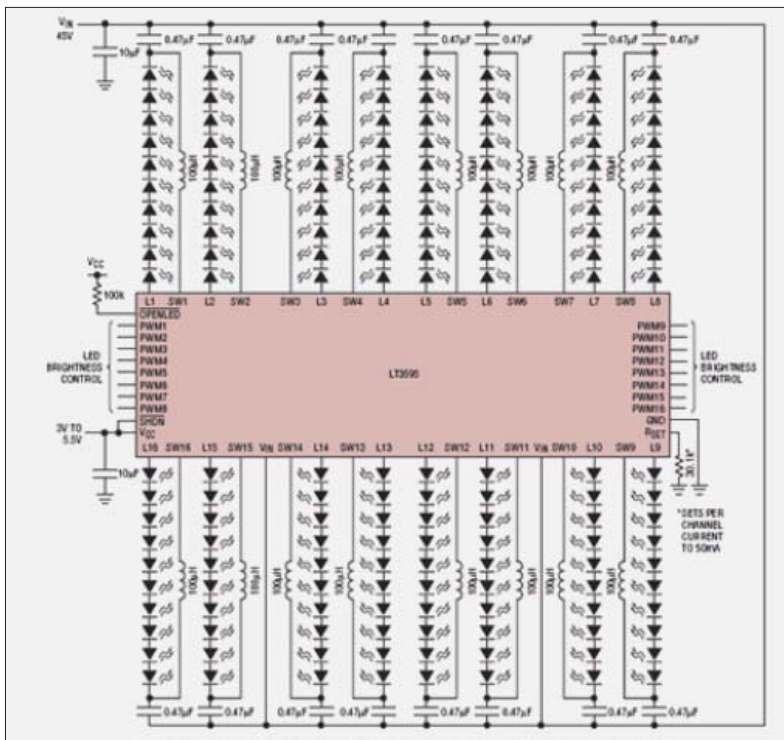 VIN
45V
0.47µF 0.47µF 0.47µF 0.47µF 0.47µF 0.47µF 0.47µF 0.47µF
10µF
100µH 100µH 100µH 100µH 100µH 100µH 100µH 100µH
VCC
100k
L1 SW1 L2 SW2 SW3 L3 SW4 L4 L5 SW5 L6 SW6 SW7 L7 SW8 L8
OPENLED
PWM1
PWM2
PWM3
PWM4
PWM5
PWM6
PWM7
PWM8
SHDN
VCC
LED
BRIGHTNESS
CONTROL
3V TO
5.5V
10µF
LT3595
PWM9
PWM10
PWM11
PWM12
PWM13
PWM14
PWM15
PWM16
GND
RSET
LED
BRIGHTNESS
CONTROL
30.1k*
*SETS PER
CHANNEL
CURRENT
TO 50mA
L16 SW16 L15 SW15 VIN SW14 L14 SW13 L13 L12 SW12 L11 SW11 VIN SW10 L10 SW9 L9
100µH 100µH 100µH 100µH 100µH 100µH 100µH 100µH
0.47µF 0.47µF 0.47µF 0.47µF 0.47µF 0.47µF 0.47µF 0.47µF